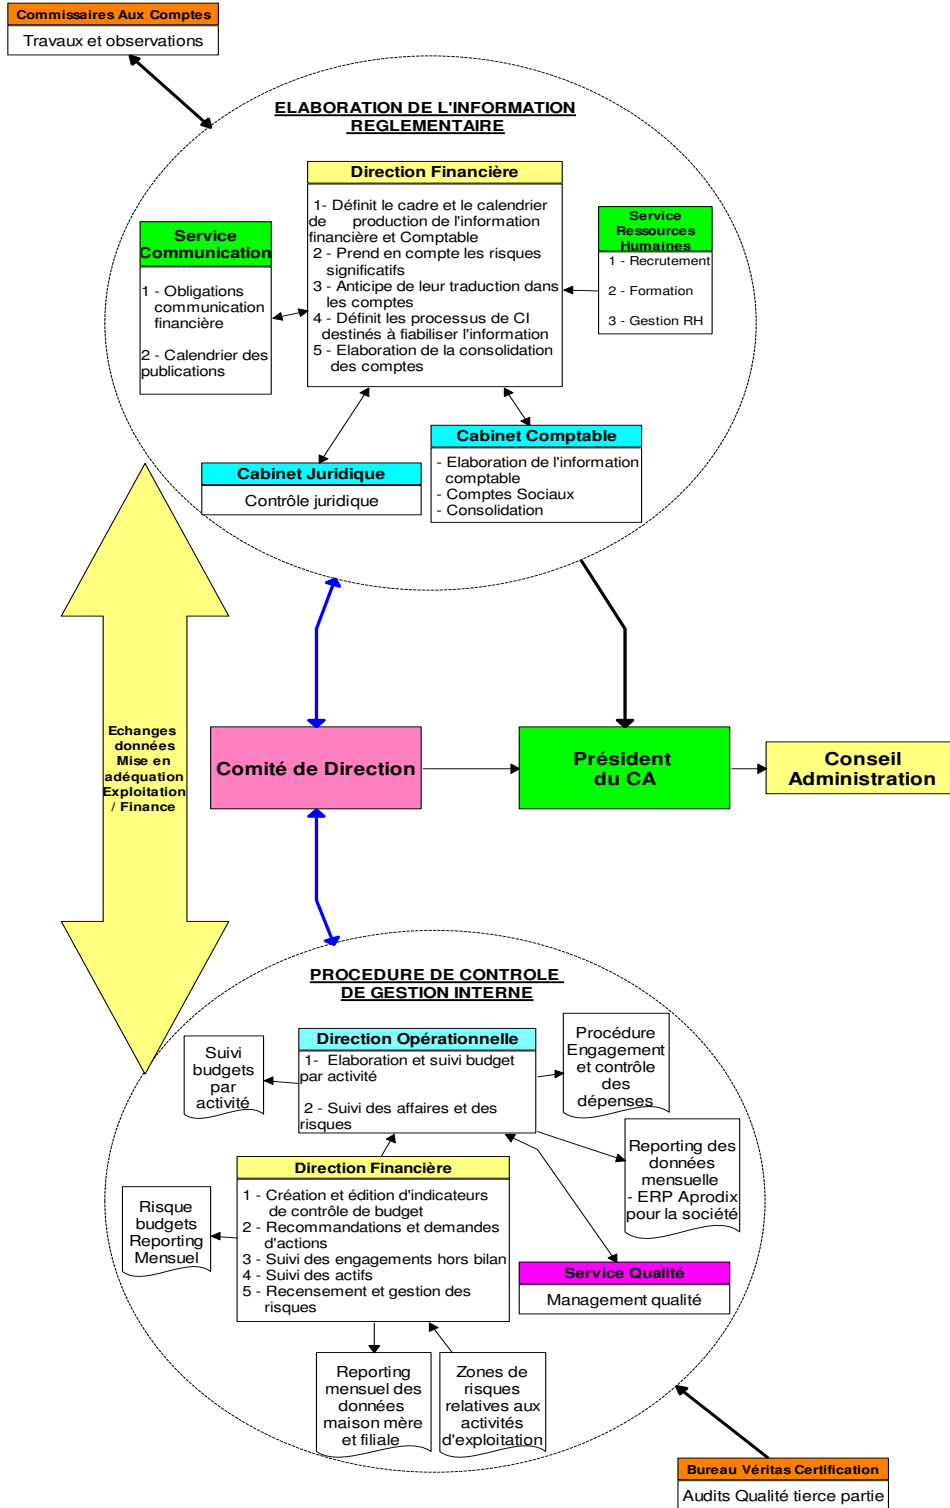 Commissaires Aux Comptes
Travaux et observations
ELABORATION DE L'INFORMATION
REGLEMENTAIRE
Direction Financière
1- Définit le cadre et le calendrier
de production de l'information
financière et Comptable
2 - Prend en compte les risques
significatifs
3 - Anticipe de leur traduction dans
les comptes
4 - Définit les processus de CI
destinés à fiabiliser l'information
5 - Elaboration de la consolidation
des comptes
Service
Communication
1 - Obligations
communication
financière
2 - Calendrier des
publications
Service
Ressources
Humaines
1 - Recrutement
2 - Formation
3 - Gestion RH
Cabinet Juridique
Contrôle juridique
Cabinet Comptable
- Elaboration de l'information
comptable
- Comptes Sociaux
- Consolidation
Echanges
données
Mise en
adéquation
Exploitation
/ Finance
Comité de Direction
Président
du CA
Conseil
Administration
PROCEDURE DE CONTROLE
DE GESTION INTERNE
Direction Opérationnelle
1- Elaboration et suivi budget
par activité
2 - Suivi des affaires et des
risques
Suivi
budgets
par
activité
Procédure
Engagement
et contrôle
des
dépenses
Reporting des
données
mensuelle
- ERP Aprodix
pour la société
Direction Financière
1 - Création et édition d'indicateurs
de contrôle de budget
2 - Recommandations et demandes
d'actions
3 - Suivi des engagements hors bilan
4 - Suivi des actifs
5 - Recensement et gestion des
risques
Risque
budgets
Reporting
Mensuel
Service Qualité
Management qualité
Reporting
mensuel des
données
maison mère
et filiale
Zones de
risques
relatives aux
activités
d'exploitation
Bureau Véritas Certification
Audits Qualité tierce partie